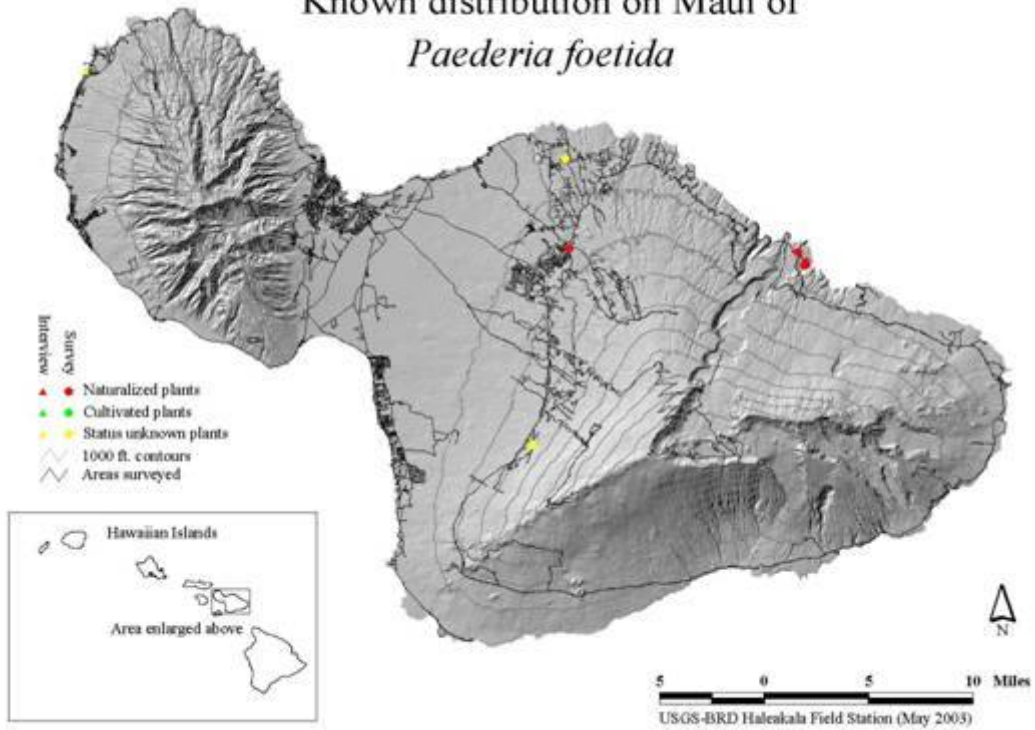 Known distribution on Maui of
Paederia foetida
Interview
Survey
Naturalized plants
Cultivated plants
Status unknown plants
1000 ft. contours
Areas surveyed
Hawaiian Islands
Area enlarged above
N
5 0 5 10 Miles
USGS-BRD Haleakala Field Station (May 2003)